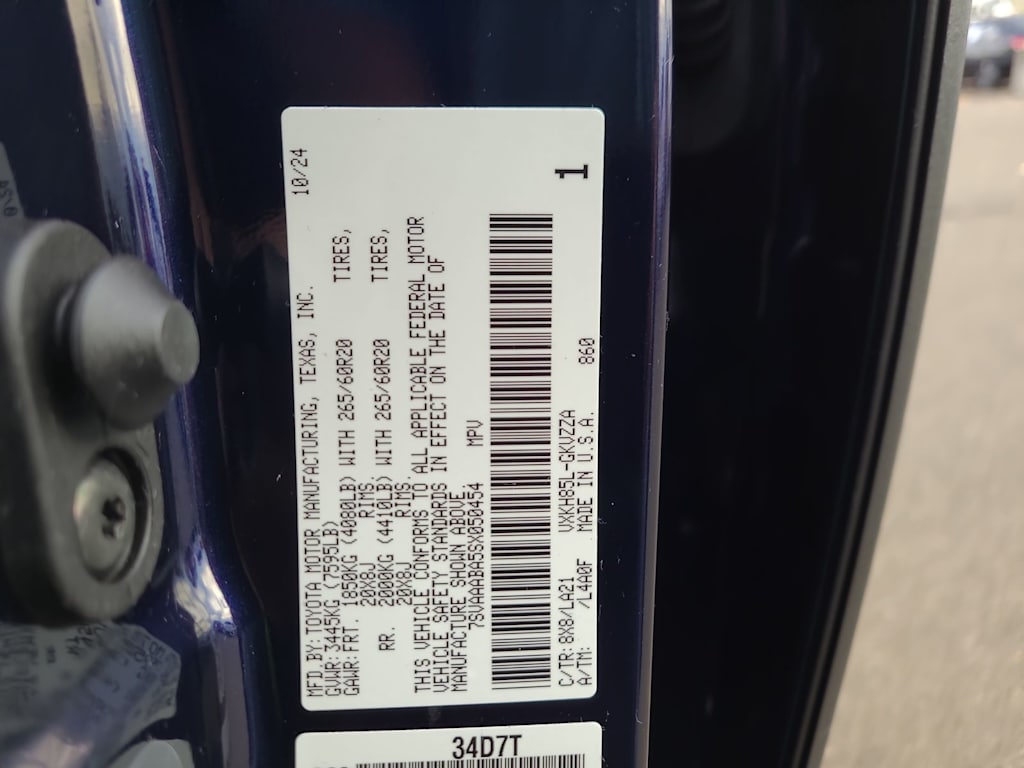 MFD.BY:TOYOTA MOTOR MANUFACTURING, TEXAS, INC. 10/24
GVWR:3445KG(7595LB)
GAWR:FRT. 1850KG (4080LB) WITH 265/60R20 TIRES,
20X8J RIMS
RR. 2000KG (4410LB) WITH 265/60R20 TIRES,
20X8J RIMS.
THIS VEHICLE CONFORMS TO ALL APPLICABLE FEDERAL MOTOR
VEHICLE SAFETY STANDARDS IN EFFECT ON THE DATE OF
MANUFACTURE SHOWN ABOVE
7SVAAABA5SX050454 MPV
1
C/TR:8X8/LA21 VXKH85L-GKVZZA 860
A/TM: /L4A0F MADE IN U.S.A.
34D7T